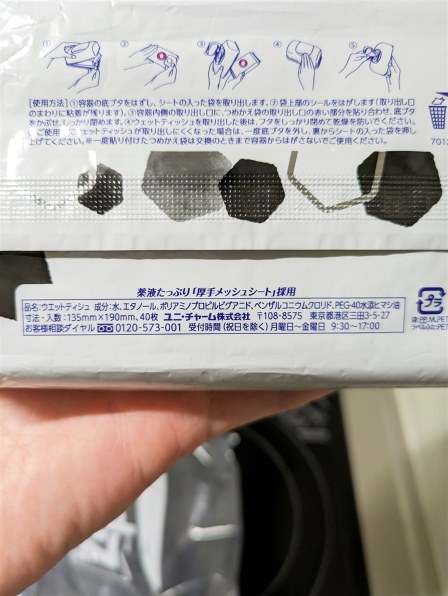 ① ② ③ ④ ⑤
【使用方法】①容器の底ブタをはずし、シートの入った袋を取り出します。②袋上部のシールをはがします(取り出し口
のまわりに粘着が残ります)。③容器内側の取り出し口に、つめかえ袋の取り出し口の赤い部分を貼り合わせ、底ブタ
をかぶせ、しっかり閉めます。④ウェットティッシュを取り出した後は、フタをしっかり閉めて乾燥を防いでください。
ご使用 ェットティッシュが取り出しにくくなった場合は、一度底ブタを外し、裏からシートの入った袋を押し
上げてください。※一度貼り付けたつめかえ袋は交換のときまで容器からはがさないでご使用ください。
701
薬液たっぷり「厚手メッシュシート」採用
品名:ウエットティシュ 成分:水、エタノール、ポリアミノプロピルビグアニド、ベンザルコニウムクロリド、PEG-40水添ヒマシ油
寸法・入数:135mm×190mm、40枚 ユニ・チャーム株式会社 〒108-8575 東京都港区三田3-5-27
お客様相談ダイヤル 0120-573-001 受付時間(祝日を除く)月曜日〜金曜日 9:30〜17:00
プラ